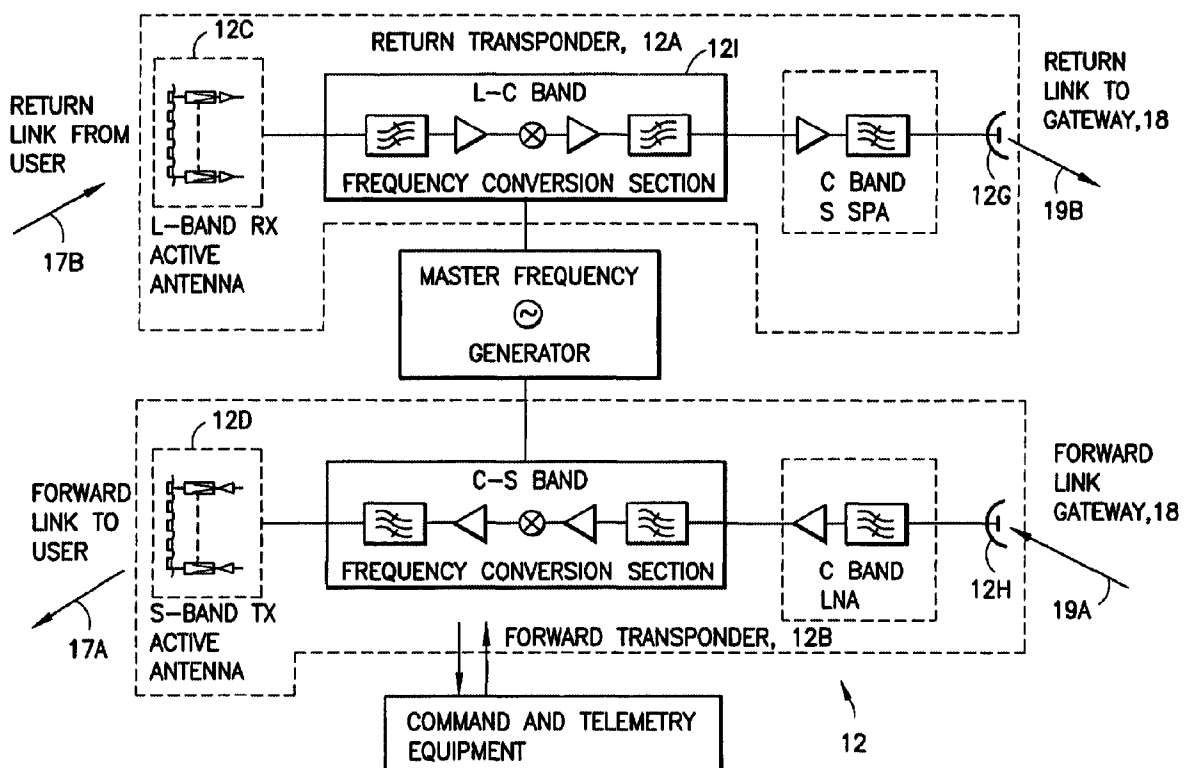 12C
RETURN TRANSPONDER, 12A
12I
RETURN
LINK FROM
USER
17B
L-BAND RX
ACTIVE
ANTENNA
L-C BAND
FREQUENCY CONVERSION SECTION
C BAND
S SPA
RETURN
LINK TO
GATEWAY,18
12G
19B
MASTER FREQUENCY
GENERATOR
12D
FORWARD
LINK TO
USER
17A
S-BAND TX
ACTIVE
ANTENNA
C-S BAND
FREQUENCY CONVERSION SECTION
C BAND
LNA
FORWARD
LINK
GATEWAY,18
12H
19A
FORWARD TRANSPONDER, 12B
COMMAND AND TELEMETRY
EQUIPMENT
12